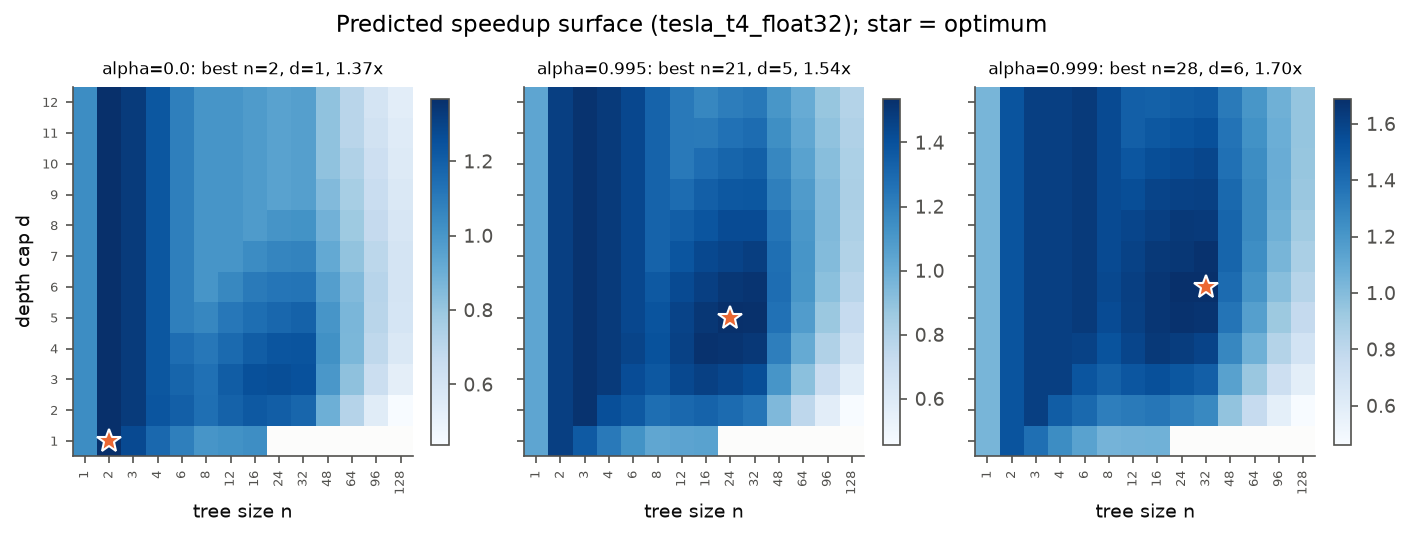 Predicted speedup surface (tesla_t4_float32); star = optimum
alpha=0.0: best n=2, d=1, 1.37x
12
11
10
9
8
7
6
5
4
3
2
1
depth cap d
1 2 3 4 6 8 12 16 24 32 48 64 96 128
tree size n
1.2
1.0
0.8
0.6
alpha=0.995: best n=21, d=5, 1.54x
1 2 3 4 6 8 12 16 24 32 48 64 96 128
tree size n
1.4
1.2
1.0
0.8
0.6
alpha=0.999: best n=28, d=6, 1.70x
1 2 3 4 6 8 12 16 24 32 48 64 96 128
tree size n
1.6
1.4
1.2
1.0
0.8
0.6